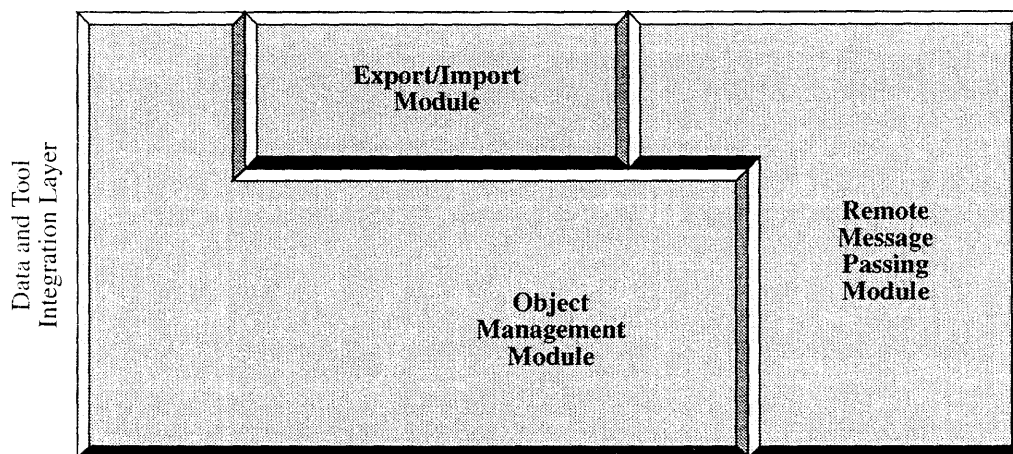 Data and Tool
Integration Layer
Export/Import
Module
Object
Management
Module
Remote
Message
Passing
Module